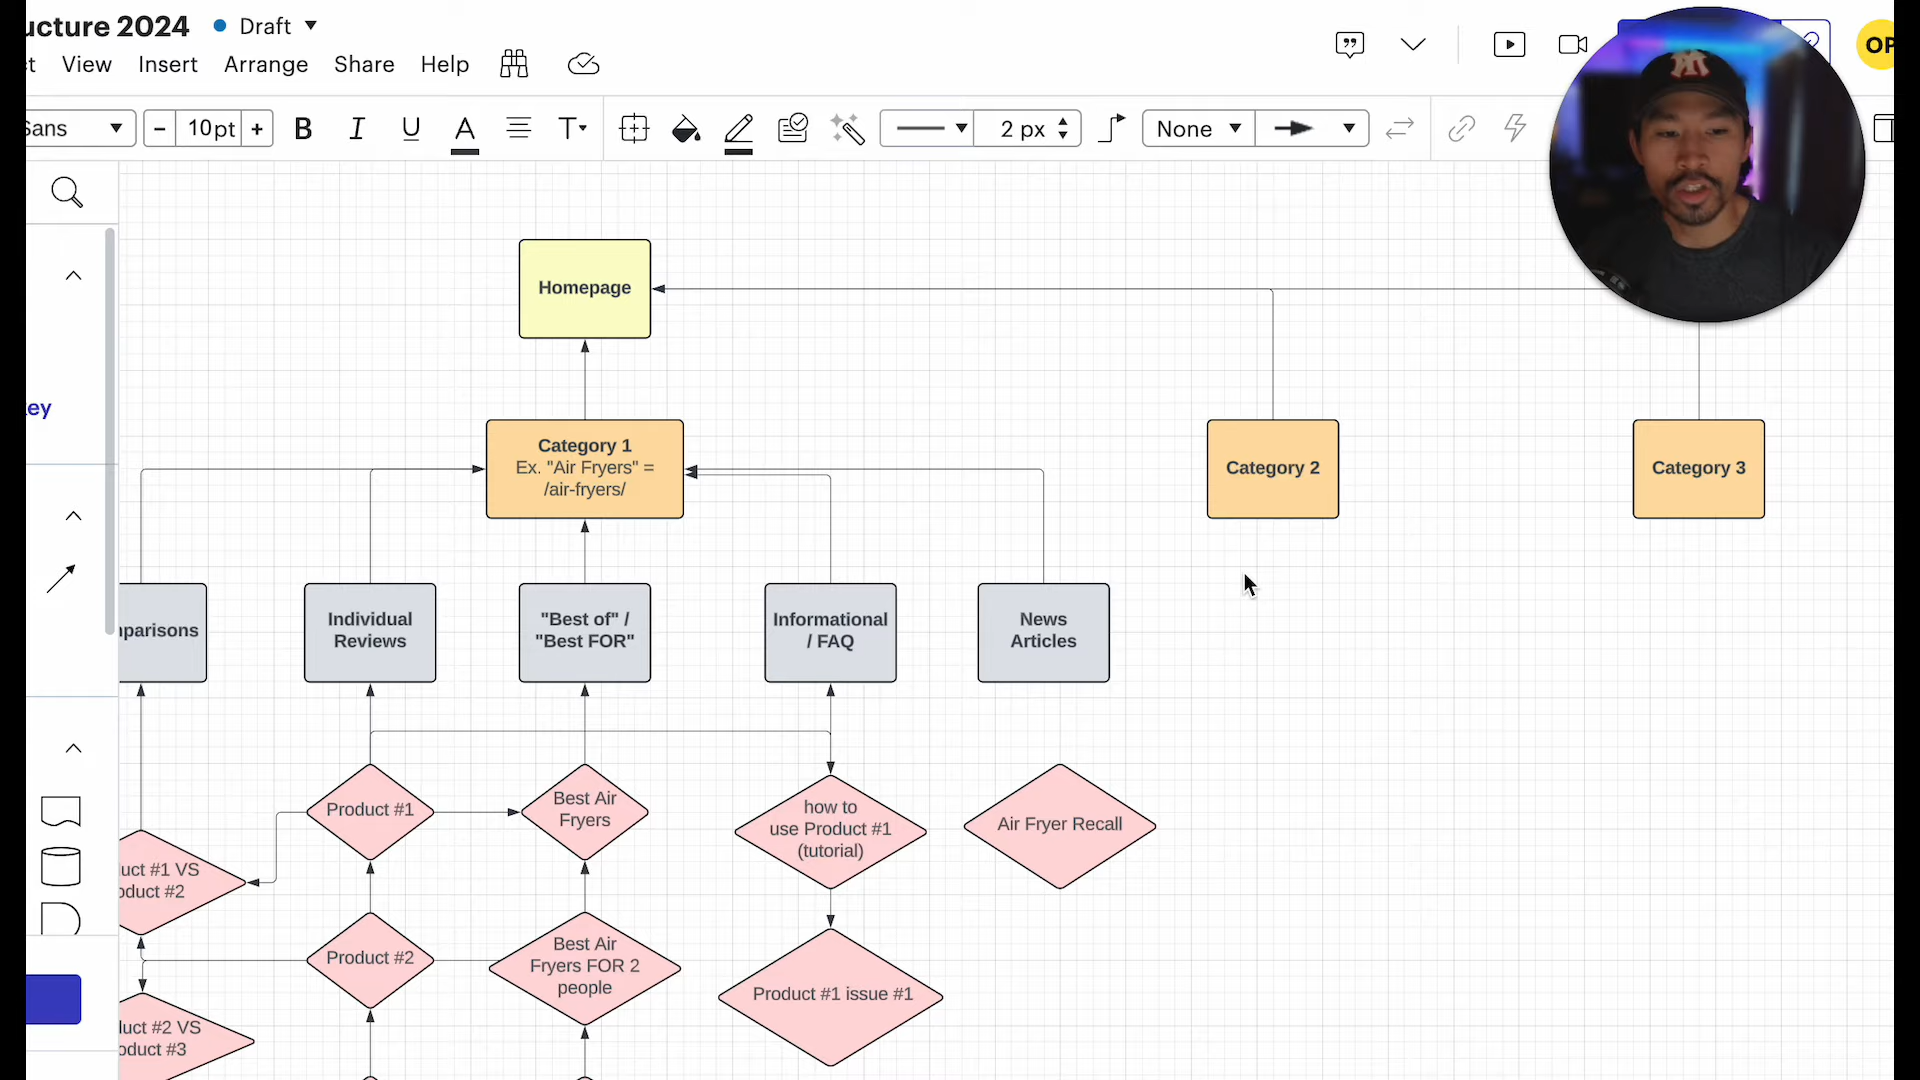 ucture 2024
Draft
t View Insert Arrange Share Help
Sans
10pt
B I U A T
2 px
None
OP
ey
Homepage
Category 1
Ex. "Air Fryers" =
/air-fryers/
Category 2
Category 3
nparisons
Individual
Reviews
"Best of" /
"Best FOR"
Informational
/ FAQ
News
Articles
Product #1
Best Air
Fryers
how to
use Product #1
(tutorial)
Air Fryer Recall
uct #1 VS
oduct #2
Product #2
Best Air
Fryers FOR 2
people
Product #1 issue #1
luct #2 VS
oduct #3